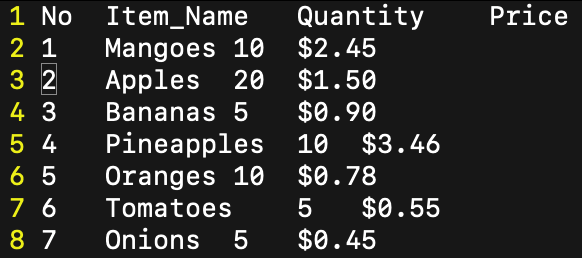 1 No Item_Name Quantity Price
2 1 Mangoes 10 $2.45
3 2 Apples 20 $1.50
4 3 Bananas 5 $0.90
5 4 Pineapples 10 $3.46
6 5 Oranges 10 $0.78
7 6 Tomatoes 5 $0.55
8 7 Onions 5 $0.45